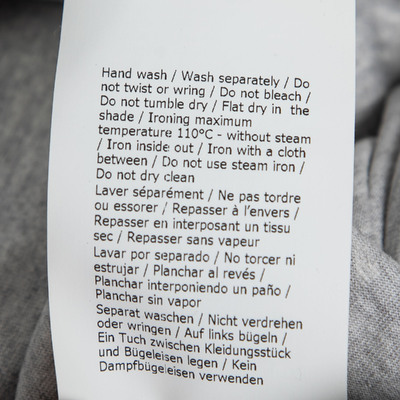 Hand wash / Wash separately / Do
not twist or wring / Do not bleach /
Do not tumble dry / Flat dry in the
shade / Ironing maximum
temperature 110°C - without steam
/ Iron inside out / Iron with a cloth
between / Do not use steam iron /
Do not dry clean
Laver séparément / Ne pas tordre
ou essorer / Repasser à l'envers /
Repasser en interposant un tissu
sec / Repasser sans vapeur
Lavar por separado / No torcer ni
estrujar / Planchar al revés /
Planchar interponiendo un paño /
Planchar sin vapor
Separat waschen / Nicht verdrehen
oder wringen / Auf links bügeln /
Ein Tuch zwischen Kleidungsstück
und Bügeleisen legen / Kein
Dampfbügeleisen verwenden